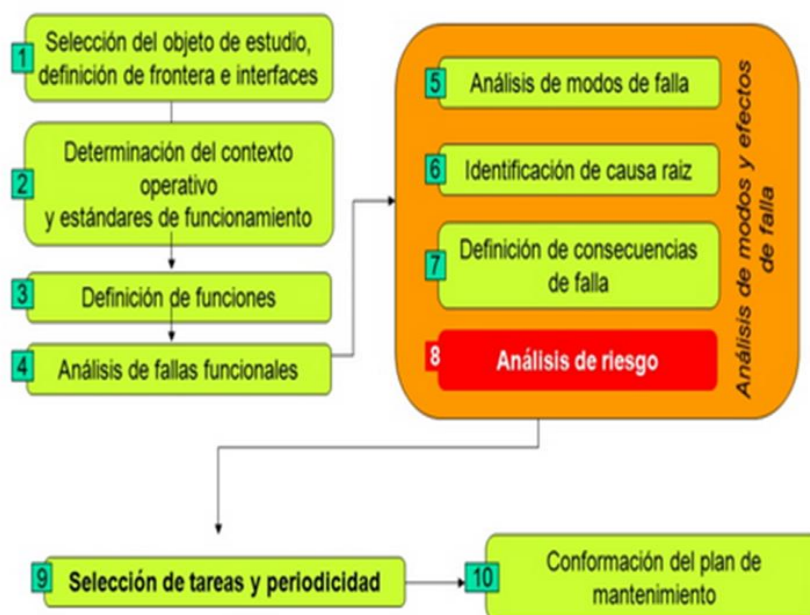 1
Selección del objeto de estudio,
definición de frontera e interfaces
2
Determinación del contexto
operativo
y estándares de funcionamiento
3
Definición de funciones
4
Análisis de fallas funcionales
5
Análisis de modos de falla
6
Identificación de causa raiz
7
Definición de consecuencias
de falla
8
Análisis de riesgo
Análisis de modos y efectos
de falla
9
Selección de tareas y periodicidad
10
Conformación del plan de
mantenimiento